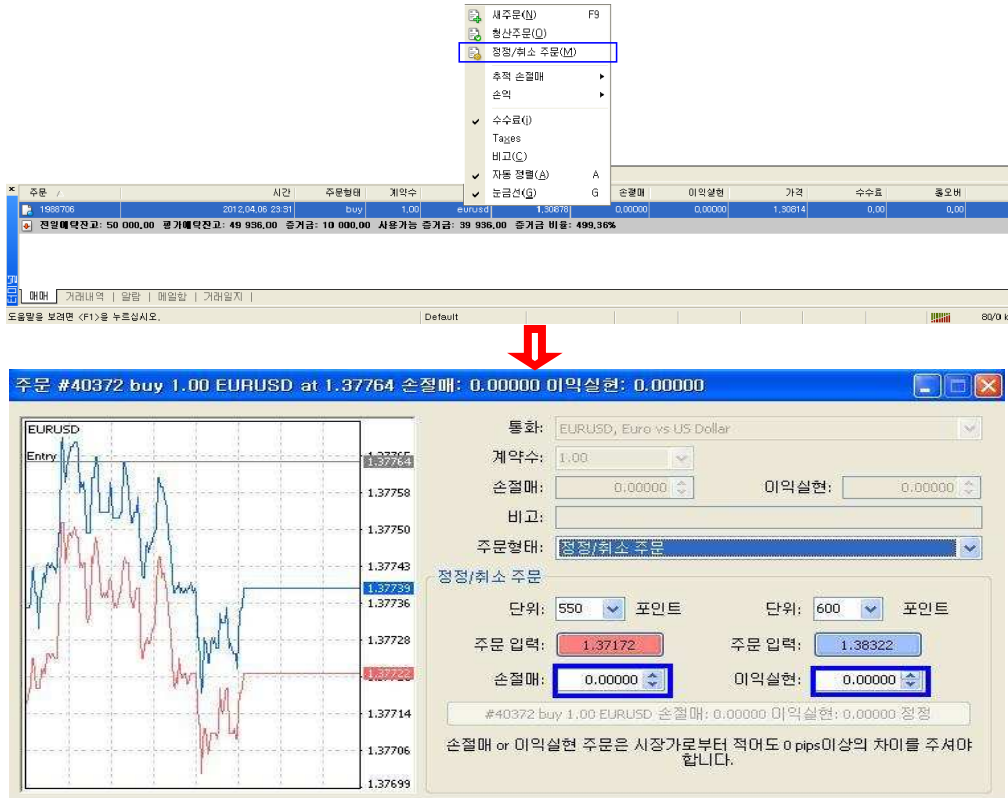 새주문(N) F9
청산주문(O)
정정/취소 주문(M)
추적 손절매
손익
수수료(i)
Taxes
비고(C)
자동 정렬(A) A
눈금선(G) G
주문 / 시간 주문형태 계약수 손절매 이익실현 가격 수수료 롤오버
1988706 2012,04,06 23:31 buy 1,00 eurusd 1,30878 0,00000 0,00000 1,30814 0,00 0,00
전일예탁잔고: 50 000,00 평가예탁잔고: 49 936,00 증거금: 10 000,00 사용가능 증거금: 39 936,00 증거금 비율: 499,36%
매매 | 거래내역 | 알람 | 메일함 | 거래일지 |
도움말을 보려면 <F1>을 누르십시오. Default 80/0 k
주문 #40372 buy 1.00 EURUSD at 1.37764 손절매: 0.00000 이익실현: 0.00000
EURUSD
Entry
1.37764
1.37758
1.37750
1.37743
1.37739
1.37736
1.37728
1.37722
1.37714
1.37706
1.37699
통화: EURUSD, Euro vs US Dollar
계약수: 1.00
손절매: 0.00000 이익실현: 0.00000
비고:
주문형태: 정정/취소 주문
정정/취소 주문
단위: 550 포인트 단위: 600 포인트
주문 입력: 1.37172 주문 입력: 1.38322
손절매: 0.00000 이익실현: 0.00000
#40372 buy 1.00 EURUSD 손절매: 0.00000 이익실현: 0.00000 정정
손절매 or 이익실현 주문은 시장가로부터 적어도 0 pips이상의 차이를 주셔야
합니다.